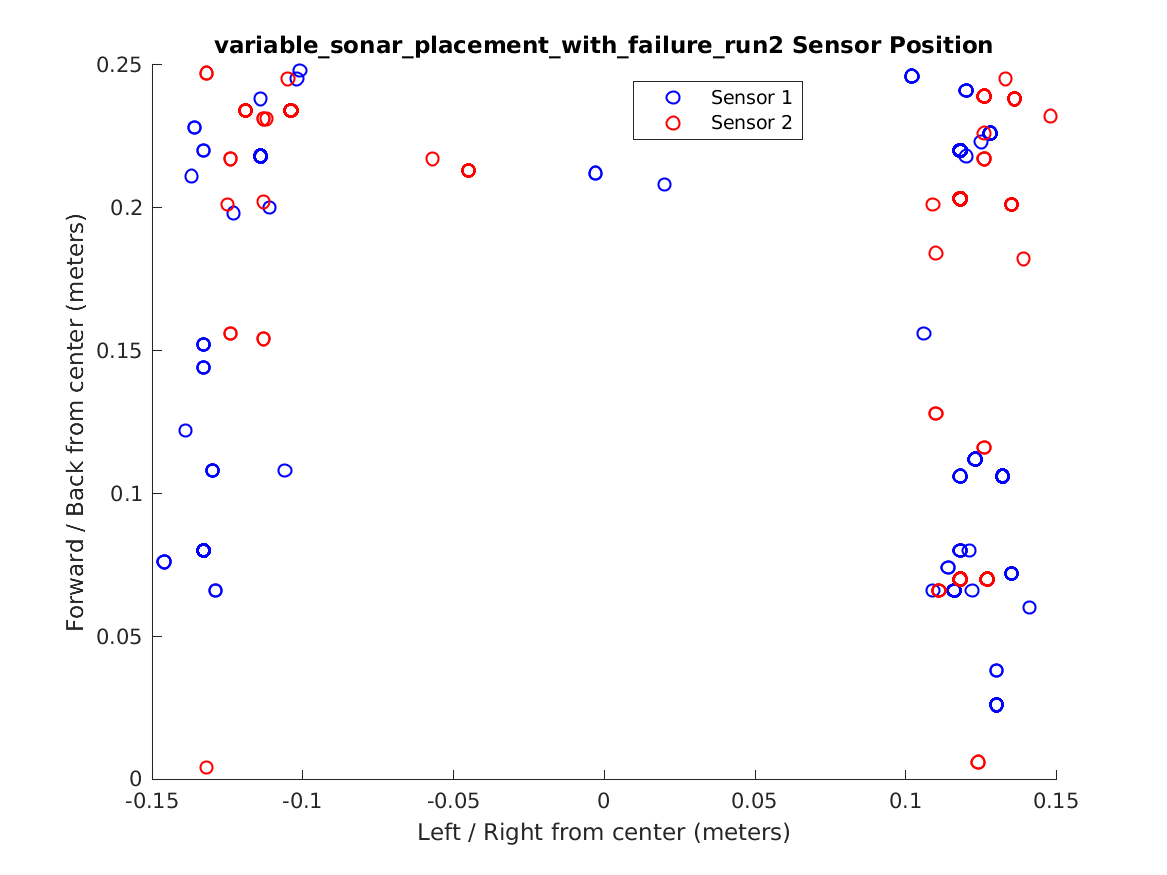 variable_sonar_placement_with_failure_run2 Sensor Position
Sensor 1
Sensor 2
Forward / Back from center (meters)
0.25
0.2
0.15
0.1
0.05
0
-0.15
-0.1
-0.05
0
0.05
0.1
0.15
Left / Right from center (meters)